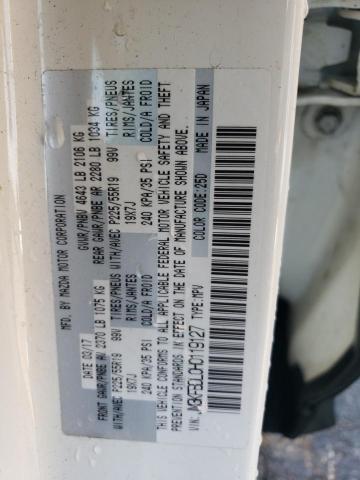 MFD. BY MAZDA MOTOR CORPORATION
DATE 03/17 GVWR/PNBV 4643 LB 2106 KG
FRONT GAWR/PNBE AV 2370 LB 1075 KG REAR GAWR/PNBE AR 2280 LB 1034 KG
TIRES/PNEUS TIRES/PNEUS
WITH/AVEC P225/55R19 99V WITH/AVEC P225/55R19 99V
RIMS/JANTES RIMS/JANTES
19X7J 19X7J
COLD/A FROID COLD/A FROID
240 KPA/35 PSI 240 KPA/35 PSI
THIS VEHICLE CONFORMS TO ALL APPLICABLE FEDERAL MOTOR VEHICLE SAFETY AND THEFT
PREVENTION STANDARDS IN EFFECT ON THE DATE OF MANUFACTURE SHOWN ABOVE.
VIN: TYPE:MPV COLOR CODE:25D MADE IN JAPAN